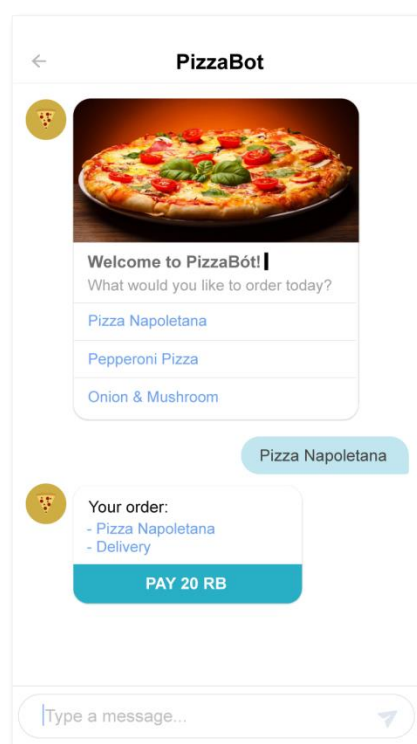 PizzaBot
Welcome to PizzaBót!
What would you like to order today?
Pizza Napoletana
Pepperoni Pizza
Onion & Mushroom
Pizza Napoletana
Your order:
- Pizza Napoletana
- Delivery
PAY 20 RB
Type a message...